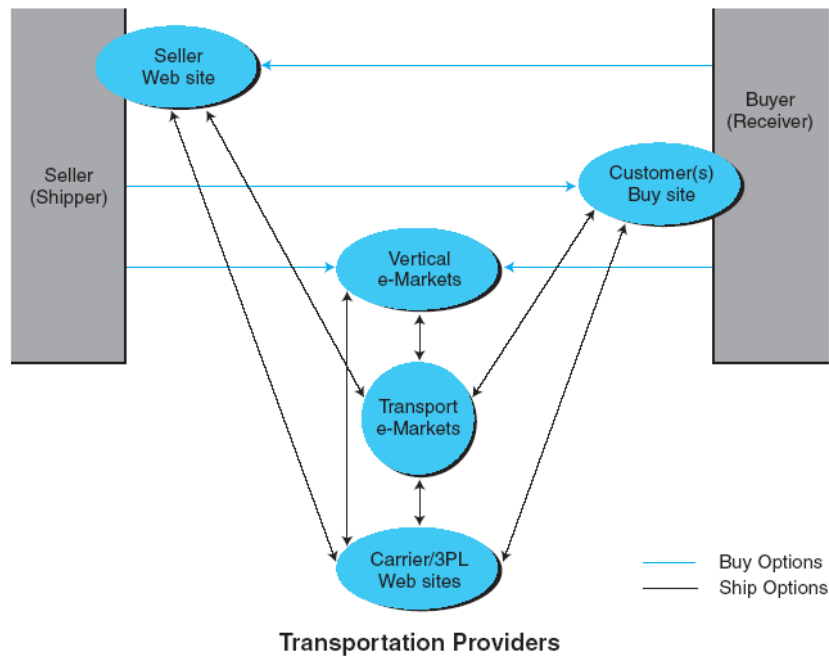 Seller
Web site
Buyer
(Receiver)
Seller
(Shipper)
Customer(s)
Buy site
Vertical
e-Markets
Transport
e-Markets
Carrier/3PL
Web sites
Buy Options
Ship Options
Transportation Providers